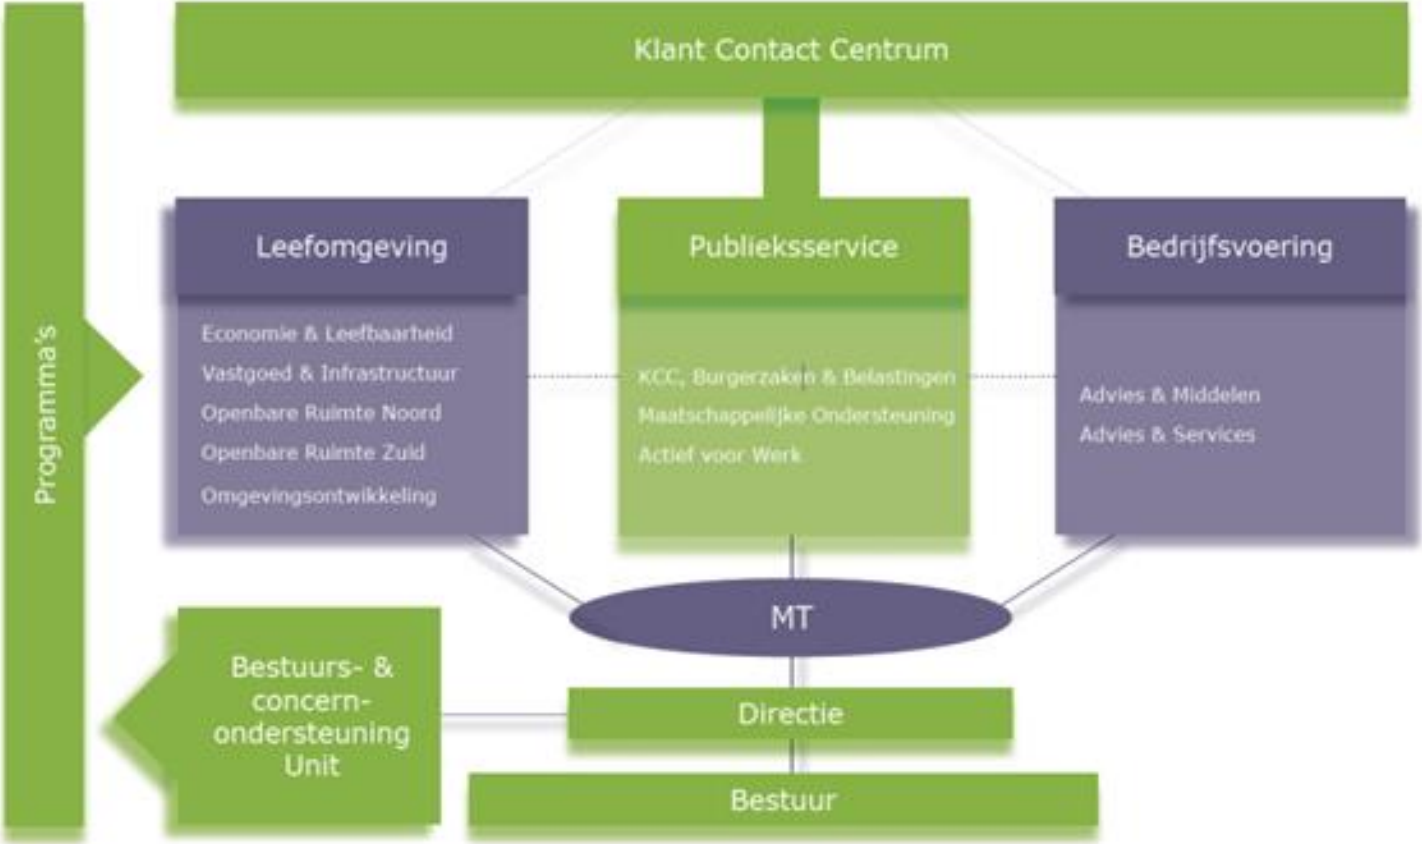 Klant Contact Centrum
Programma's
Leefomgeving
Economie & Leefbaarheid
Vastgoed & Infrastructuur
Openbare Ruimte Noord
Openbare Ruimte Zuid
Omgevingsontwikkeling
Publieksservice
KCC, Burgerzaken & Belastingen
Maatschappelijke Ondersteuning
Actief voor Werk
Bedrijfsvoering
Advies & Middelen
Advies & Services
MT
Bestuurs- &
concern-
ondersteuning
Unit
Directie
Bestuur